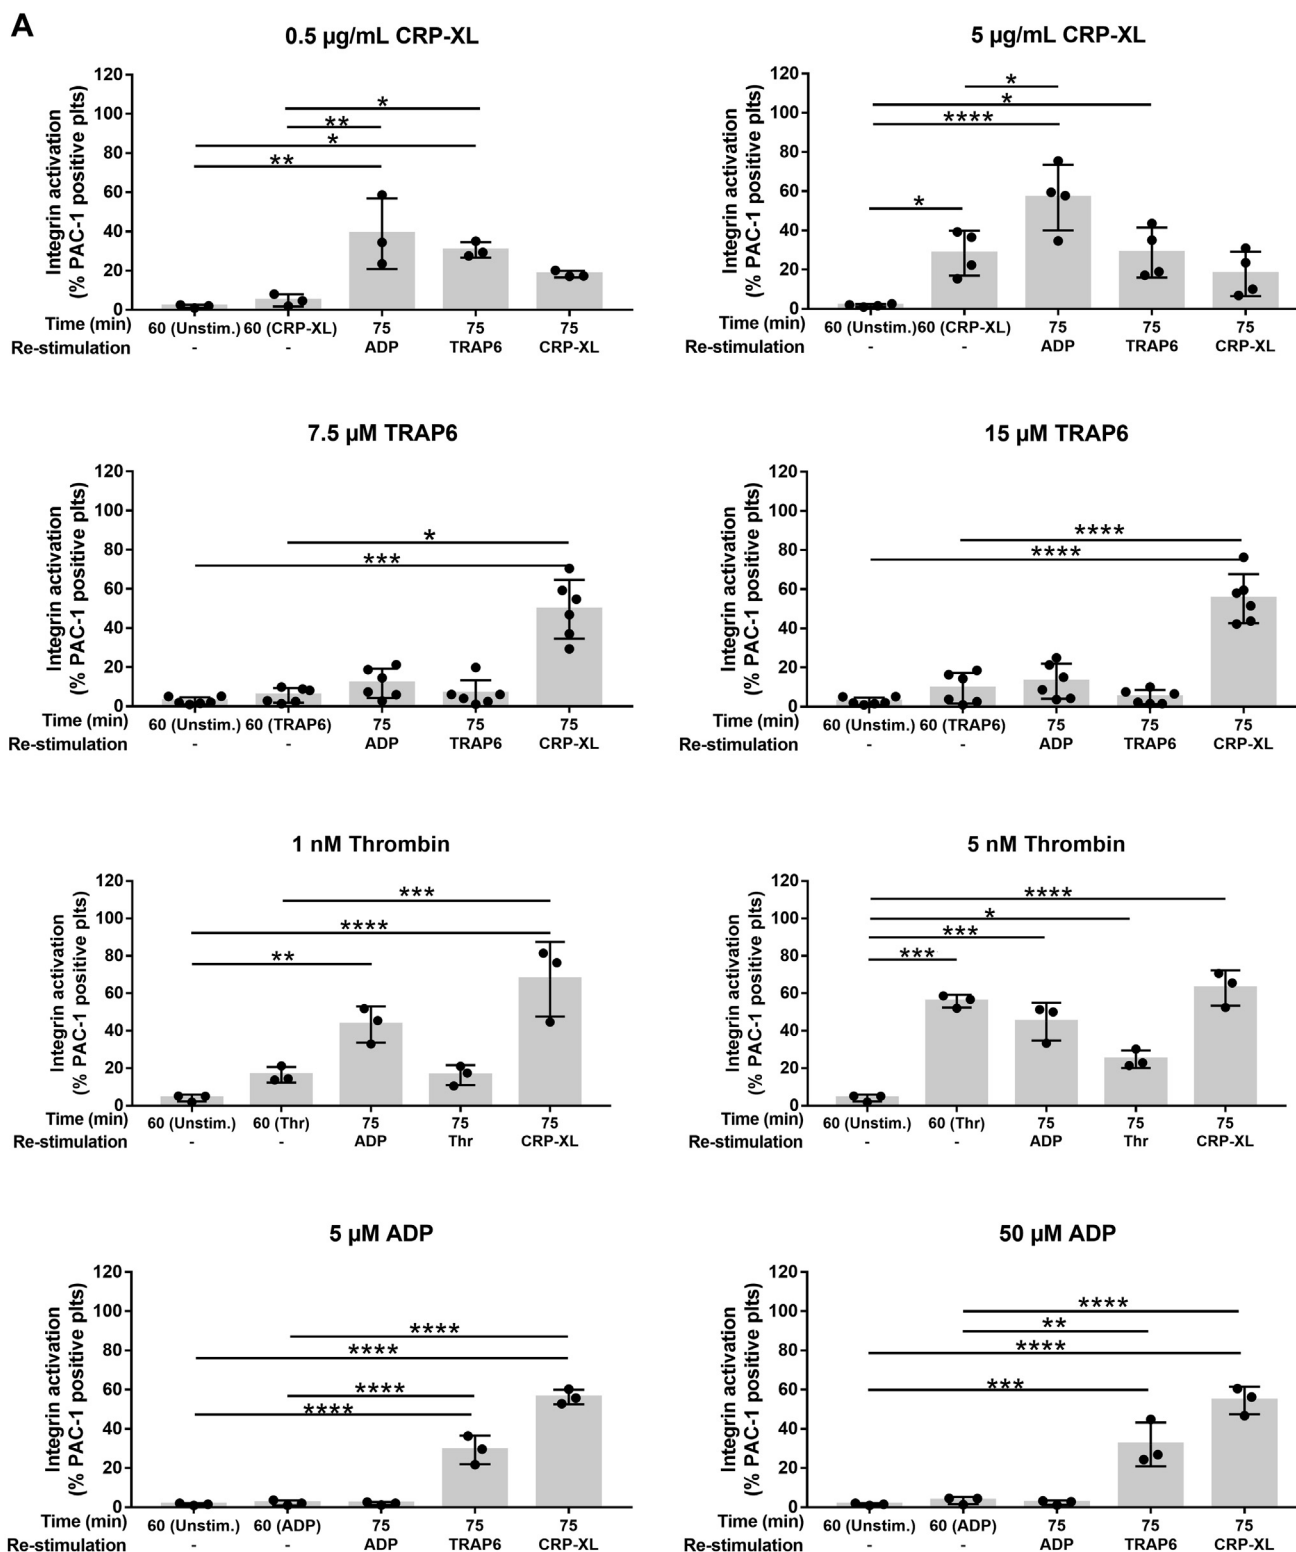 A
0.5 µg/mL CRP-XL
Integrin activation
(% PAC-1 positive plts)
120
100
80
60
40
20
0
*
**
*
**
Time (min) 60 (Unstim.) 60 (CRP-XL) 75 75 75
Re-stimulation - - ADP TRAP6 CRP-XL
5 µg/mL CRP-XL
Integrin activation
(% PAC-1 positive plts)
120
100
80
60
40
20
0
*
*
****
*
Time (min) 60 (Unstim.) 60 (CRP-XL) 75 75 75
Re-stimulation - - ADP TRAP6 CRP-XL
7.5 µM TRAP6
Integrin activation
(% PAC-1 positive plts)
120
100
80
60
40
20
0
*
***
Time (min) 60 (Unstim.) 60 (TRAP6) 75 75 75
Re-stimulation - - ADP TRAP6 CRP-XL
15 µM TRAP6
Integrin activation
(% PAC-1 positive plts)
120
100
80
60
40
20
0
****
****
Time (min) 60 (Unstim.) 60 (TRAP6) 75 75 75
Re-stimulation - - ADP TRAP6 CRP-XL
1 nM Thrombin
Integrin activation
(% PAC-1 positive plts)
120
100
80
60
40
20
0
***
****
**
Time (min) 60 (Unstim.) 60 (Thr) 75 75 75
Re-stimulation - - ADP Thr CRP-XL
5 nM Thrombin
Integrin activation
(% PAC-1 positive plts)
120
100
80
60
40
20
0
****
*
***
***
Time (min) 60 (Unstim.) 60 (Thr) 75 75 75
Re-stimulation - - ADP Thr CRP-XL
5 µM ADP
Integrin activation
(% PAC-1 positive plts)
120
100
80
60
40
20
0
****
****
****
****
Time (min) 60 (Unstim.) 60 (ADP) 75 75 75
Re-stimulation - - ADP TRAP6 CRP-XL
50 µM ADP
Integrin activation
(% PAC-1 positive plts)
120
100
80
60
40
20
0
****
**
****
***
Time (min) 60 (Unstim.) 60 (ADP) 75 75 75
Re-stimulation - - ADP TRAP6 CRP-XL